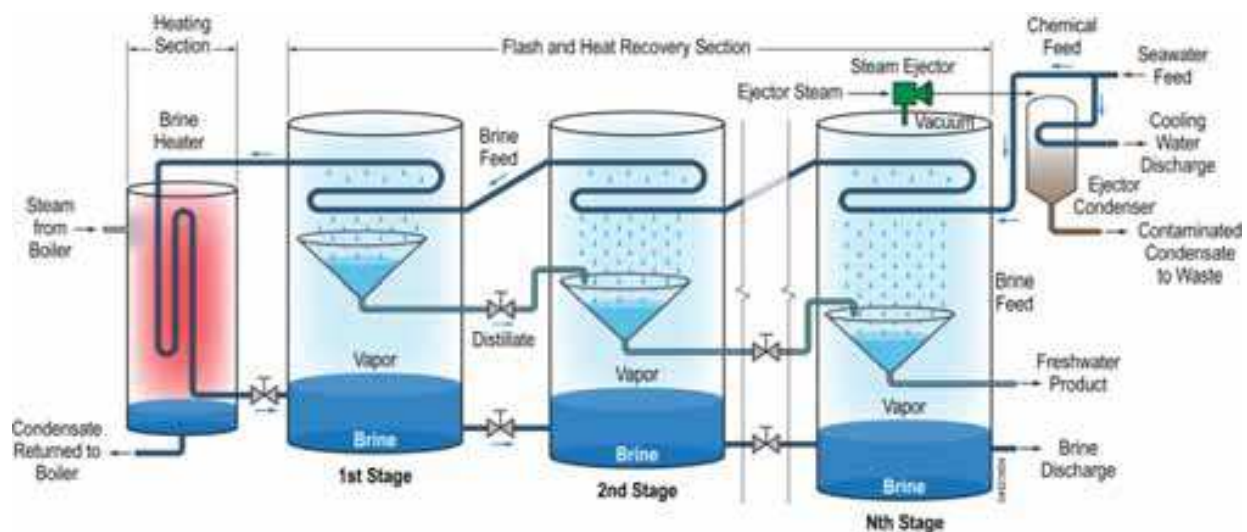 Heating
Section
Flash and Heat Recovery Section
Chemical
Feed
Steam Ejector
Seawater
Feed
Ejector Steam
Vacuum
Brine
Heater
Brine
Feed
Cooling
Water
Discharge
Ejector
Condenser
Steam
from
Boiler
Contaminated
Condensate
to Waste
Brine
Feed
Distillate
Vapor
Vapor
Freshwater
Product
Vapor
Condensate
Returned to
Boiler
Brine
Brine
Brine
Brine
Discharge
1st Stage
2nd Stage
Nth Stage